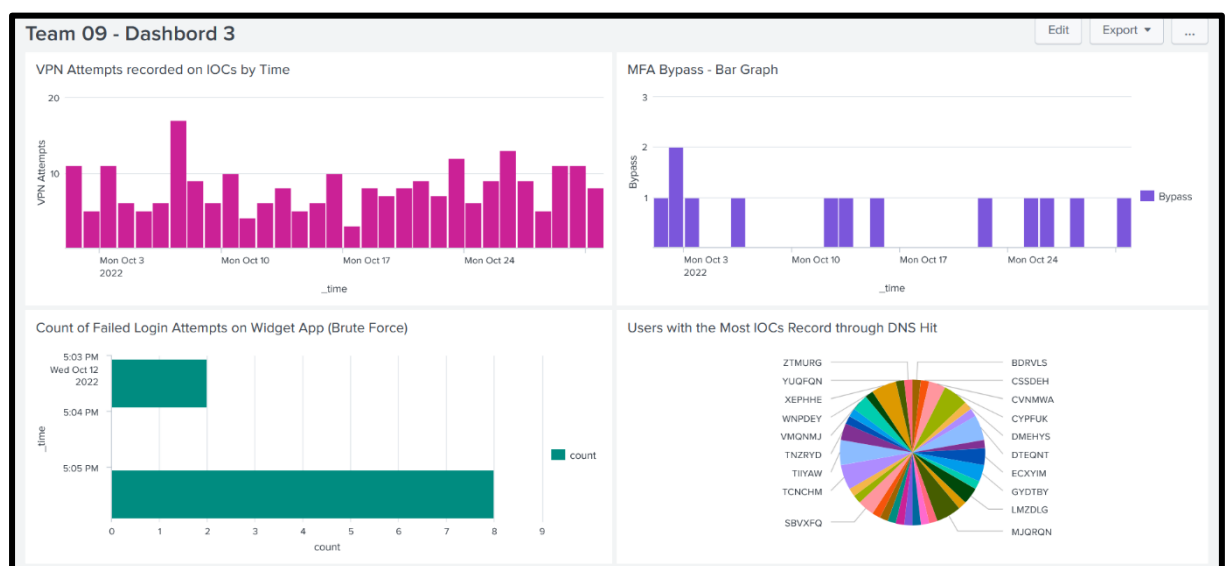 Team 09 - Dashbord 3
Edit
Export
...
VPN Attempts recorded on IOCs by Time
20
10
VPN Attempts
Mon Oct 3
2022
Mon Oct 10
Mon Oct 17
Mon Oct 24
_time
MFA Bypass - Bar Graph
3
2
1
Bypass
Mon Oct 3
2022
Mon Oct 10
Mon Oct 17
Mon Oct 24
_time
Bypass
Count of Failed Login Attempts on Widget App (Brute Force)
5:03 PM
Wed Oct 12
2022
5:04 PM
5:05 PM
_time
0 1 2 3 4 5 6 7 8 9
count
count
Users with the Most IOCs Record through DNS Hit
ZTMURG
YUQFQN
XEPHHE
WNPDEY
VMQNMJ
TNZRYD
TIIYAW
TCNCHM
SBVXFQ
BDRVLS
CSSDEH
CVNMWA
CYPFUK
DMEHYS
DTEQNT
ECXYIM
GYDTBY
LMZDLG
MJQRQN